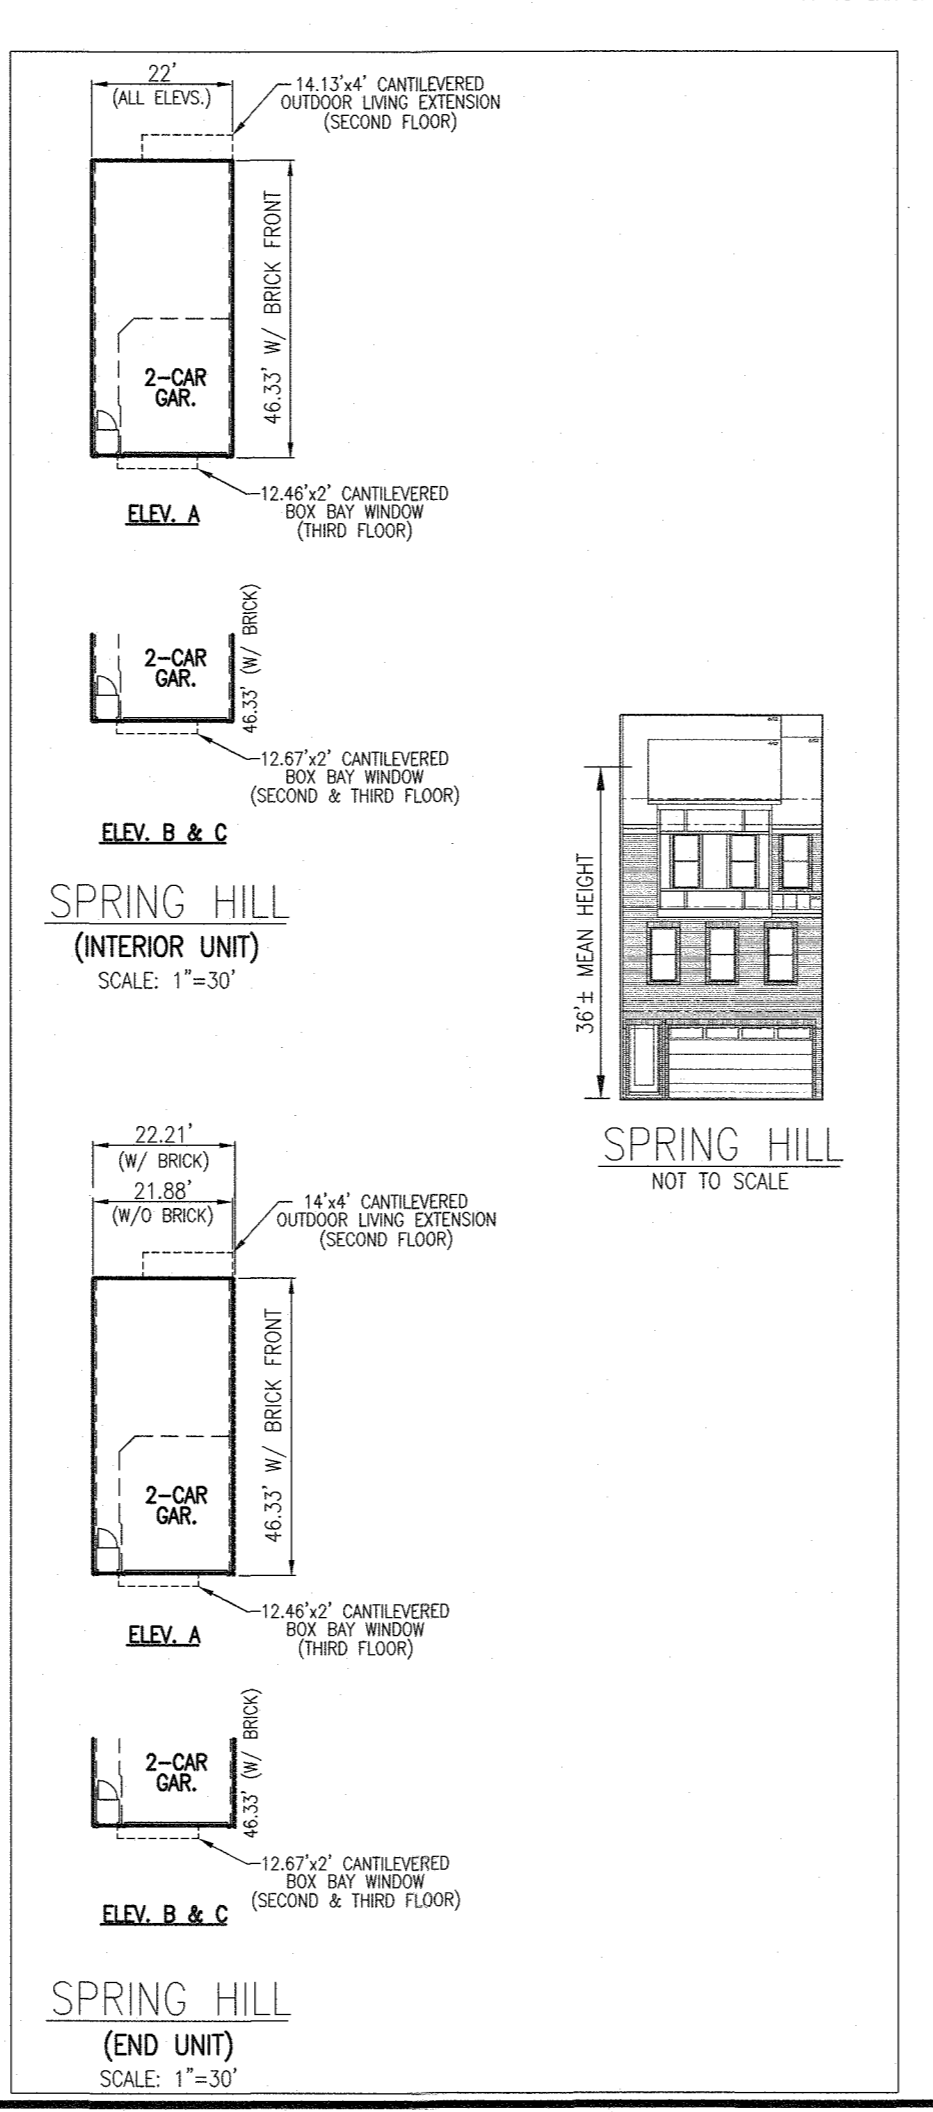 22'
(ALL ELEVS.)
14.13'x4' CANTILEVERED
OUTDOOR LIVING EXTENSION
(SECOND FLOOR)
46.33' W/ BRICK FRONT
2-CAR
GAR.
12.46'x2' CANTILEVERED
BOX BAY WINDOW
(THIRD FLOOR)
ELEV. A
46.33' (W/ BRICK)
2-CAR
GAR.
12.67'x2' CANTILEVERED
BOX BAY WINDOW
(SECOND & THIRD FLOOR)
ELEV. B & C
SPRING HILL
(INTERIOR UNIT)
SCALE: 1"=30'
36'± MEAN HEIGHT
SPRING HILL
NOT TO SCALE
22.21'
(W/ BRICK)
21.88'
(W/O BRICK)
14'x4' CANTILEVERED
OUTDOOR LIVING EXTENSION
(SECOND FLOOR)
46.33' W/ BRICK FRONT
2-CAR
GAR.
12.46'x2' CANTILEVERED
BOX BAY WINDOW
(THIRD FLOOR)
ELEV. A
46.33' (W/ BRICK)
2-CAR
GAR.
12.67'x2' CANTILEVERED
BOX BAY WINDOW
(SECOND & THIRD FLOOR)
ELEV. B & C
SPRING HILL
(END UNIT)
SCALE: 1"=30'